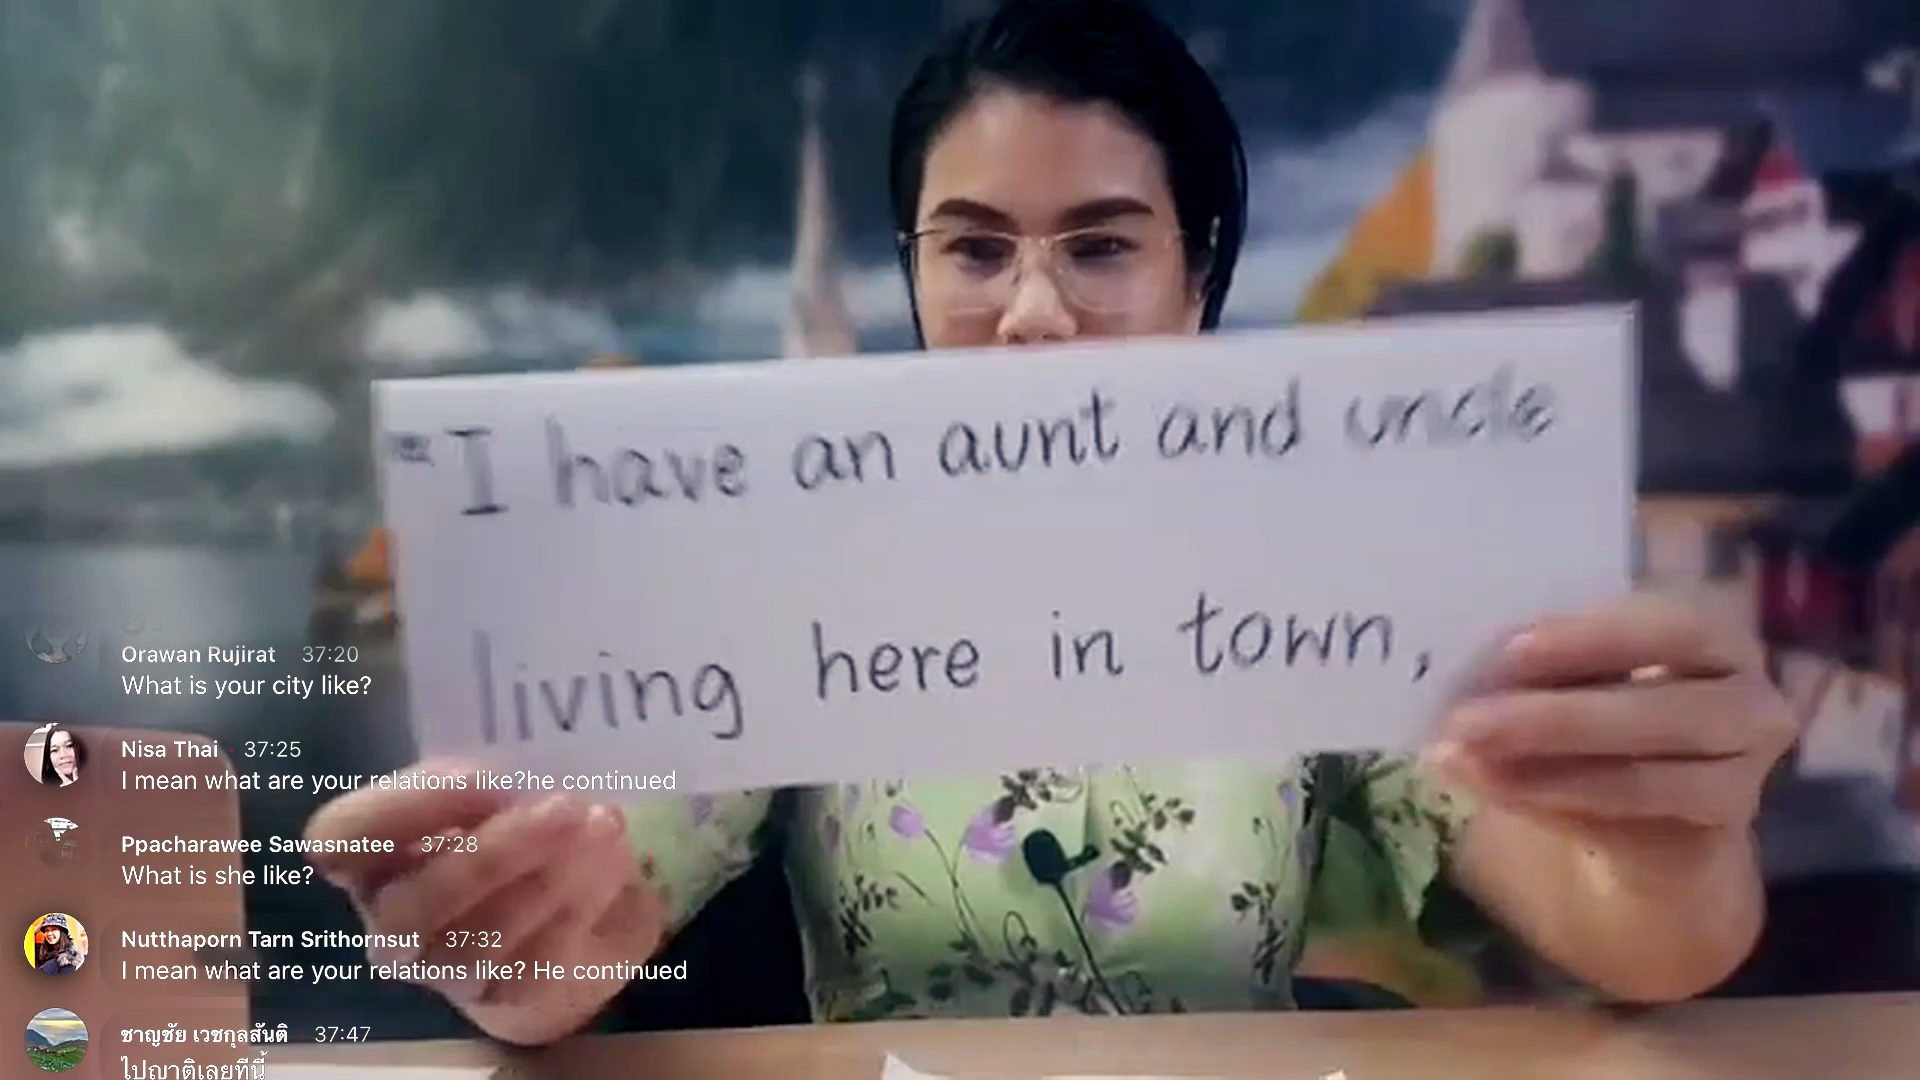 "I have an aunt and uncle
living here in town,
Orawan Rujirat 37:20
What is your city like?
Nisa Thai 37:25
I mean what are your relations like?he continued
Ppacharawee Sawasnatee 37:28
What is she like?
Nutthaporn Tarn Srithornsut 37:32
I mean what are your relations like? He continued
ชาญชัย เวชกุลสันติ 37:47
ไปญาติเลยทีนี้